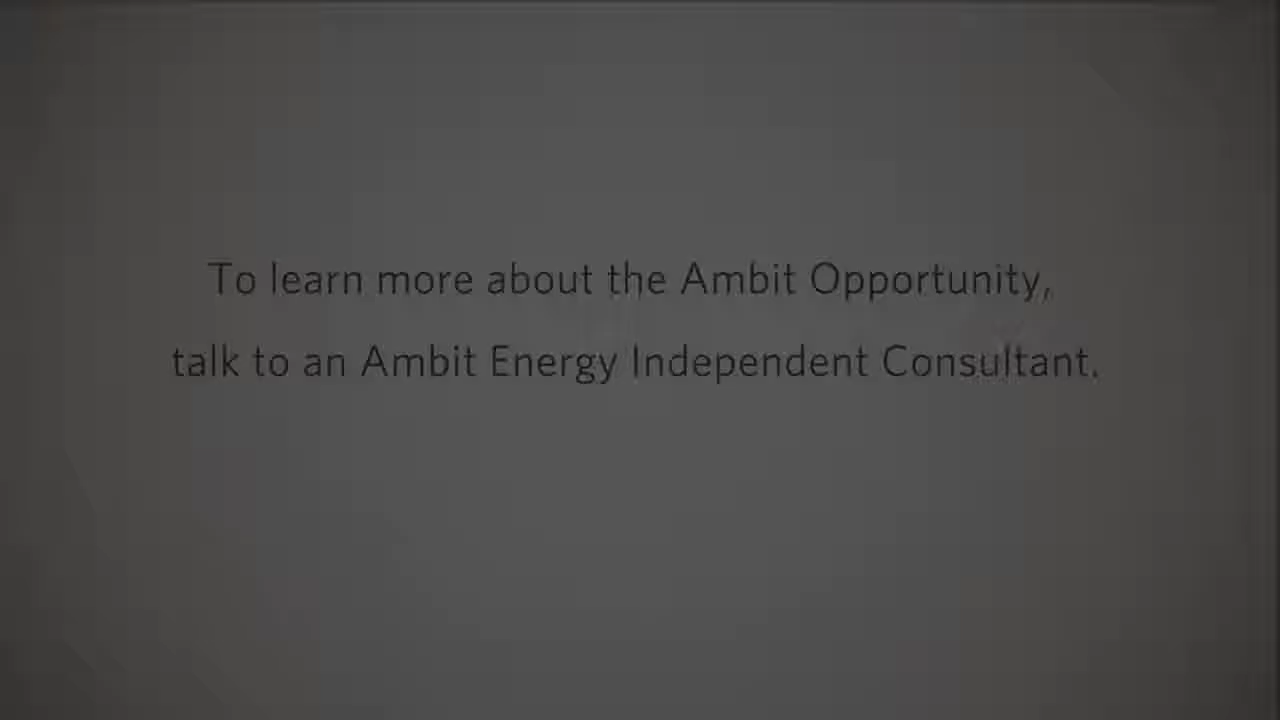 To learn more about the Ambit Opportunity,
talk to an Ambit Energy Independent Consultant.